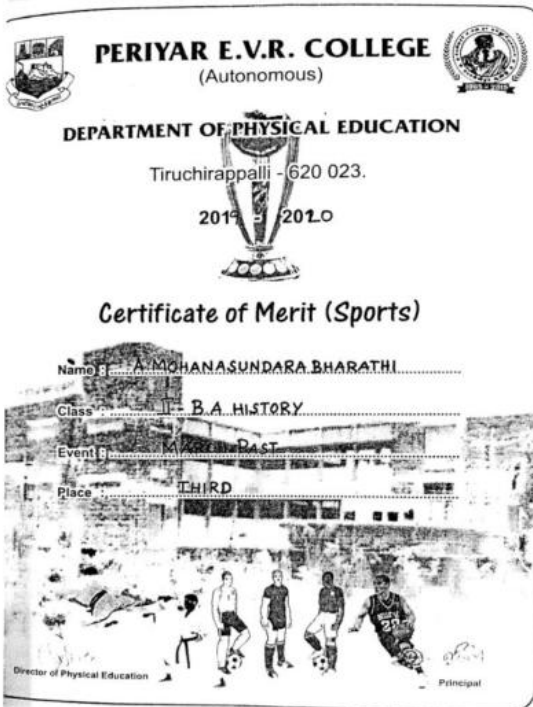 PERIYAR E.V.R. COLLEGE
(Autonomous)
DEPARTMENT OF PHYSICAL EDUCATION
Tiruchirappalli - 620 023.
2019 - 2020
Certificate of Merit (Sports)
Name : A. MOHANASUNDARA BHARATHI
Class : II - B.A HISTORY
Event : MARCH PAST
Place : THIRD
Director of Physical Education
Principal